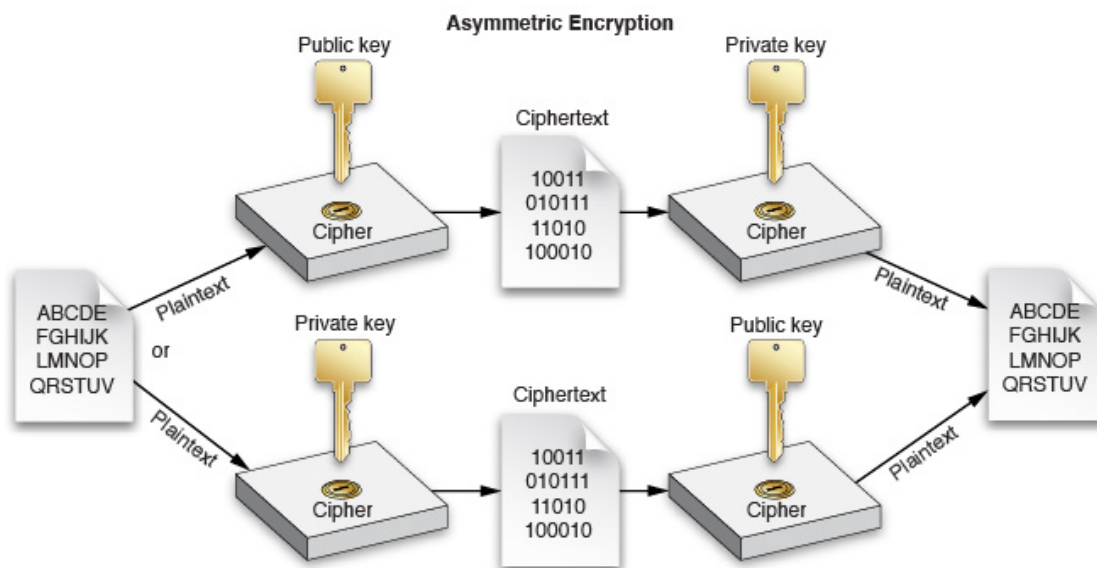 Asymmetric Encryption
Public key
Private key
Ciphertext
10011
010111
11010
100010
Cipher
Cipher
Plaintext
Plaintext
ABCDE
FGHIJK
LMNOP
QRSTUV
or
ABCDE
FGHIJK
LMNOP
QRSTUV
Private key
Public key
Plaintext
Plaintext
Ciphertext
10011
010111
11010
100010
Cipher
Cipher